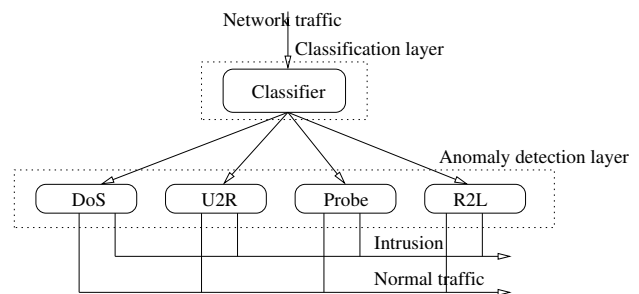 Network traffic
Classification layer
Classifier
Anomaly detection layer
DoS
U2R
Probe
R2L
Intrusion
Normal traffic